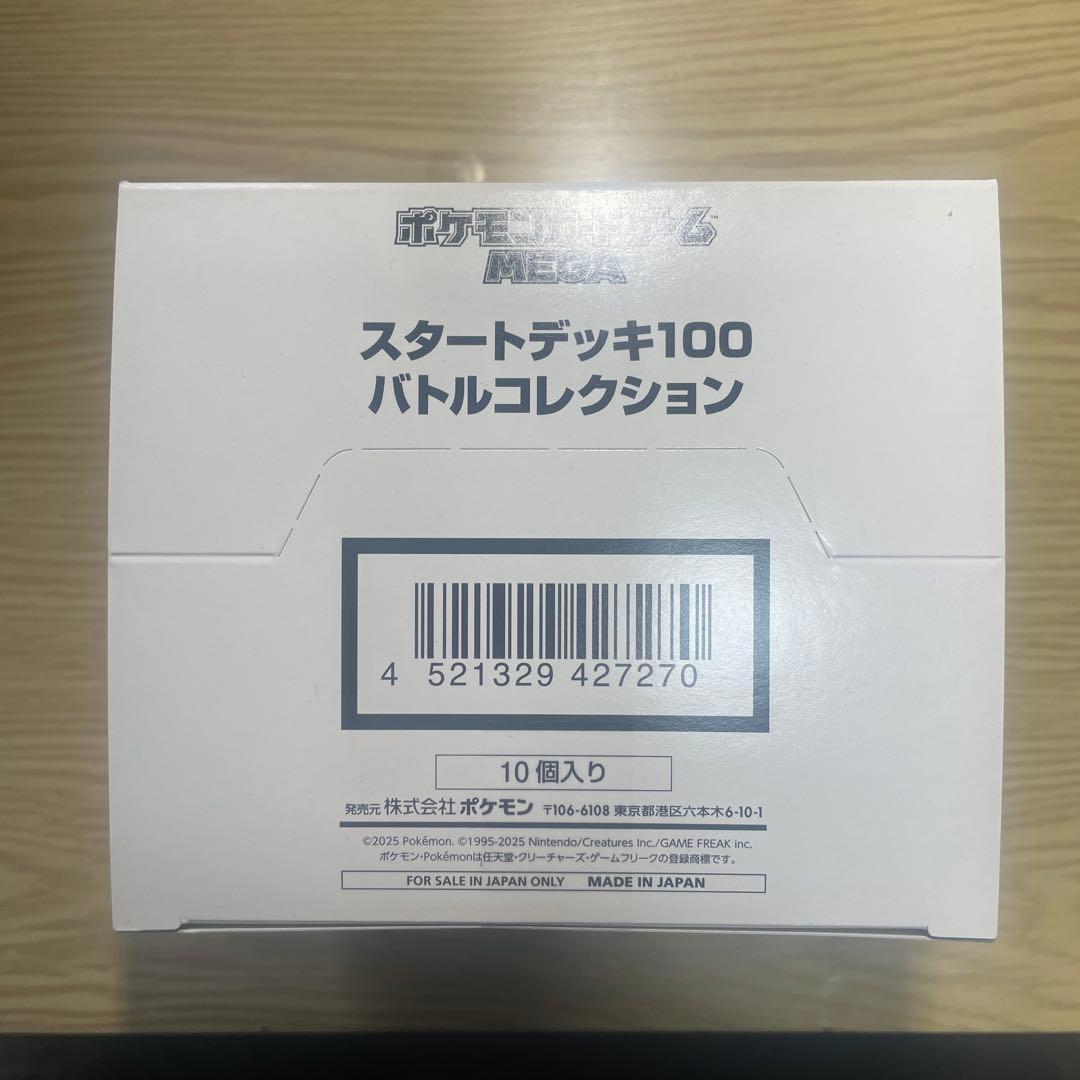 ポケモンカードゲーム™
MEGA
スタートデッキ100
バトルコレクション
4 521329 427270
10個入り
発売元 株式会社ポケモン 〒106-6108 東京都港区六本木6-10-1
©2025 Pokémon. ©1995-2025 Nintendo/Creatures Inc./GAME FREAK inc.
ポケモン・Pokémonは任天堂・クリーチャーズ・ゲームフリークの登録商標です。
FOR SALE IN JAPAN ONLY MADE IN JAPAN